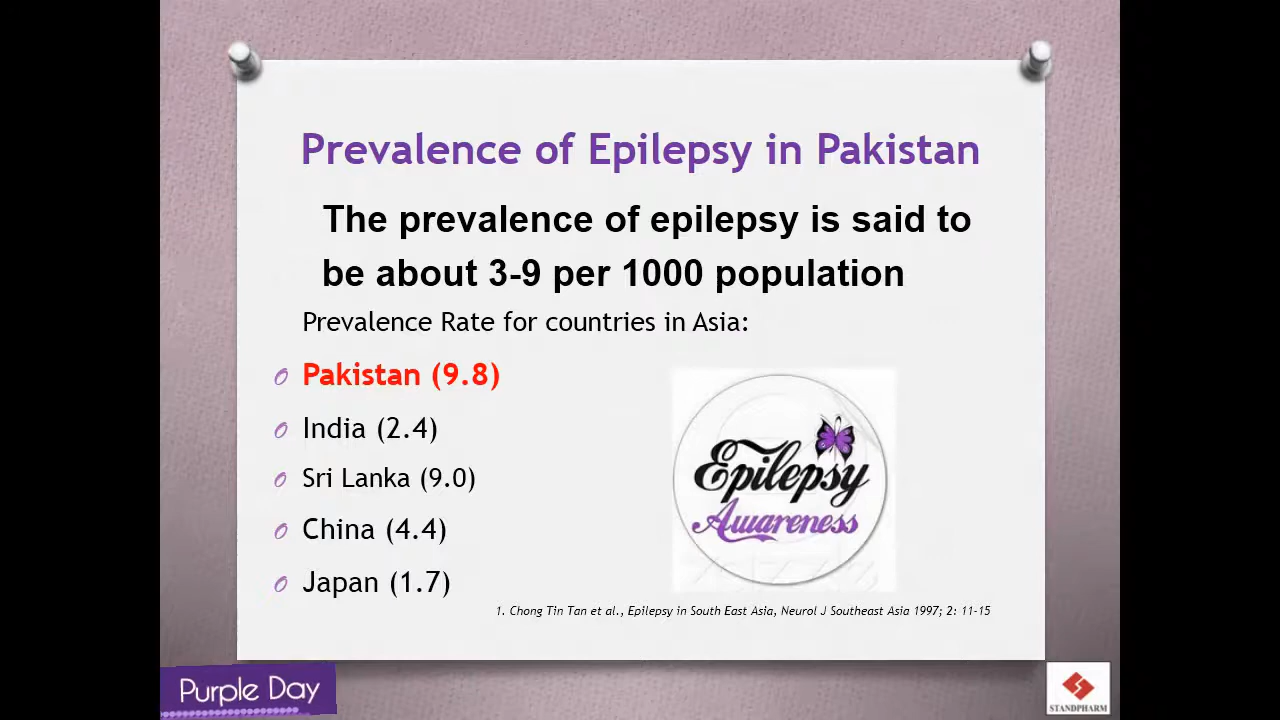 Prevalence of Epilepsy in Pakistan
The prevalence of epilepsy is said to
be about 3-9 per 1000 population
Prevalence Rate for countries in Asia:
Pakistan (9.8)
India (2.4)
Sri Lanka (9.0)
China (4.4)
Japan (1.7)
Epilepsy
Awareness
1. Chong Tin Tan et al., Epilepsy in South East Asia, Neurol J Southeast Asia 1997; 2: 11-15
Purple Day
STANDPHARM